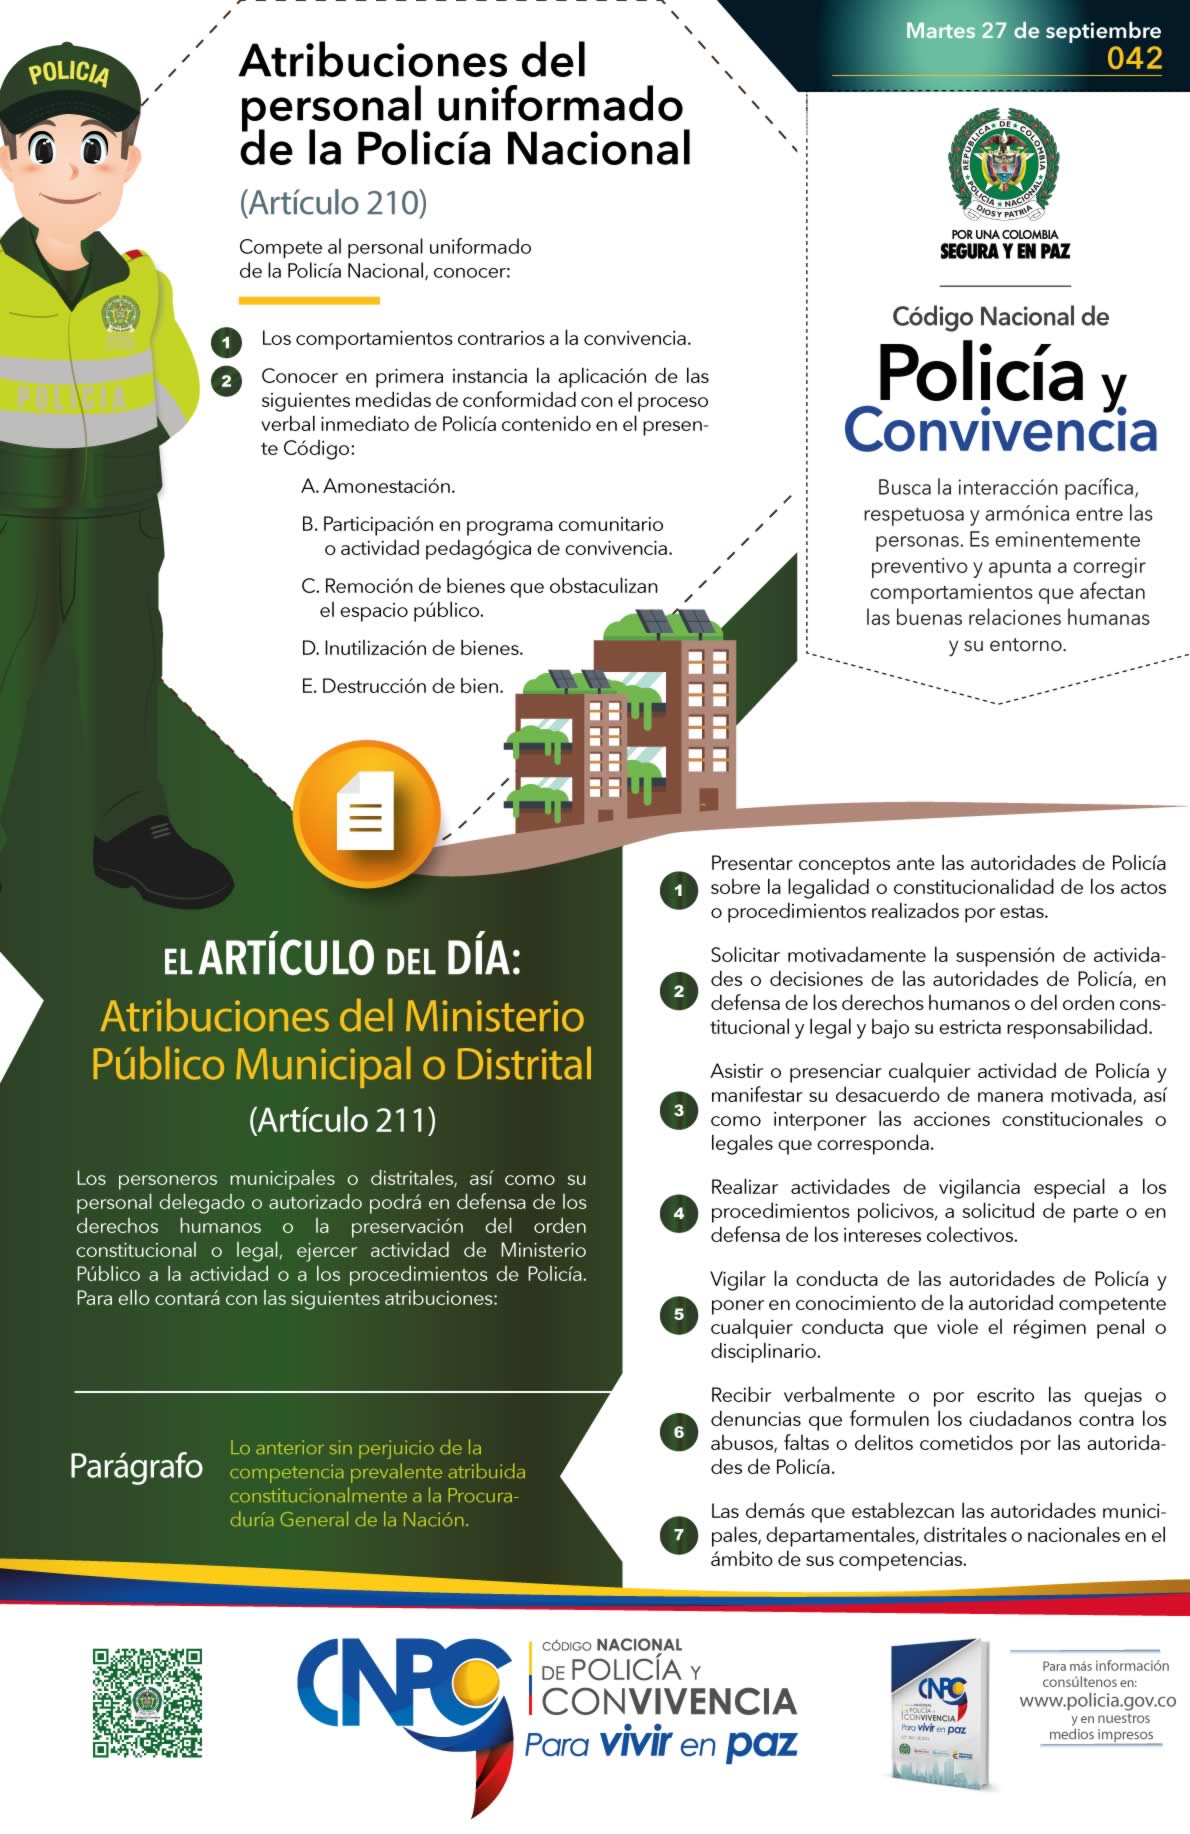 Martes 27 de septiembre
042
POLICIA
Atribuciones del
personal uniformado
de la Policía Nacional
(Artículo 210)
Compete al personal uniformado
de la Policía Nacional, conocer:
1 Los comportamientos contrarios a la convivencia.
2 Conocer en primera instancia la aplicación de las
siguientes medidas de conformidad con el proceso
verbal inmediato de Policía contenido en el presen-
te Código:
A. Amonestación.
B. Participación en programa comunitario
o actividad pedagógica de convivencia.
C. Remoción de bienes que obstaculizan
el espacio público.
D. Inutilización de bienes.
E. Destrucción de bien.
POLICIA
REPÚBLICA DE COLOMBIA
POLICIA NACIONAL
DIOS Y PATRIA
POR UNA COLOMBIA
SEGURA Y EN PAZ
Código Nacional de
Policía y
Convivencia
Busca la interacción pacífica,
respetuosa y armónica entre las
personas. Es eminentemente
preventivo y apunta a corregir
comportamientos que afectan
las buenas relaciones humanas
y su entorno.
EL ARTÍCULO DEL DÍA:
Atribuciones del Ministerio
Público Municipal o Distrital
(Artículo 211)
Los personeros municipales o distritales, así como su
personal delegado o autorizado podrá en defensa de los
derechos humanos o la preservación del orden
constitucional o legal, ejercer actividad de Ministerio
Público a la actividad o a los procedimientos de Policía.
Para ello contará con las siguientes atribuciones:
Parágrafo
Lo anterior sin perjuicio de la
competencia prevalente atribuida
constitucionalmente a la Procura-
duría General de la Nación.
1 Presentar conceptos ante las autoridades de Policía
sobre la legalidad o constitucionalidad de los actos
o procedimientos realizados por estas.
2 Solicitar motivadamente la suspensión de activida-
des o decisiones de las autoridades de Policía, en
defensa de los derechos humanos o del orden cons-
titucional y legal y bajo su estricta responsabilidad.
3 Asistir o presenciar cualquier actividad de Policía y
manifestar su desacuerdo de manera motivada, así
como interponer las acciones constitucionales o
legales que corresponda.
4 Realizar actividades de vigilancia especial a los
procedimientos policivos, a solicitud de parte o en
defensa de los intereses colectivos.
5 Vigilar la conducta de las autoridades de Policía y
poner en conocimiento de la autoridad competente
cualquier conducta que viole el régimen penal o
disciplinario.
6 Recibir verbalmente o por escrito las quejas o
denuncias que formulen los ciudadanos contra los
abusos, faltas o delitos cometidos por las autorida-
des de Policía.
7 Las demás que establezcan las autoridades munici-
pales, departamentales, distritales o nacionales en el
ámbito de sus competencias.
CNPC
CÓDIGO NACIONAL
DE POLICÍA Y
CONVIVENCIA
Para vivir en paz
CNPC
CÓDIGO NACIONAL
DE POLICÍA Y
CONVIVENCIA
Para vivir en paz
Para más información
consúltenos en:
www.policia.gov.co
y en nuestros
medios impresos